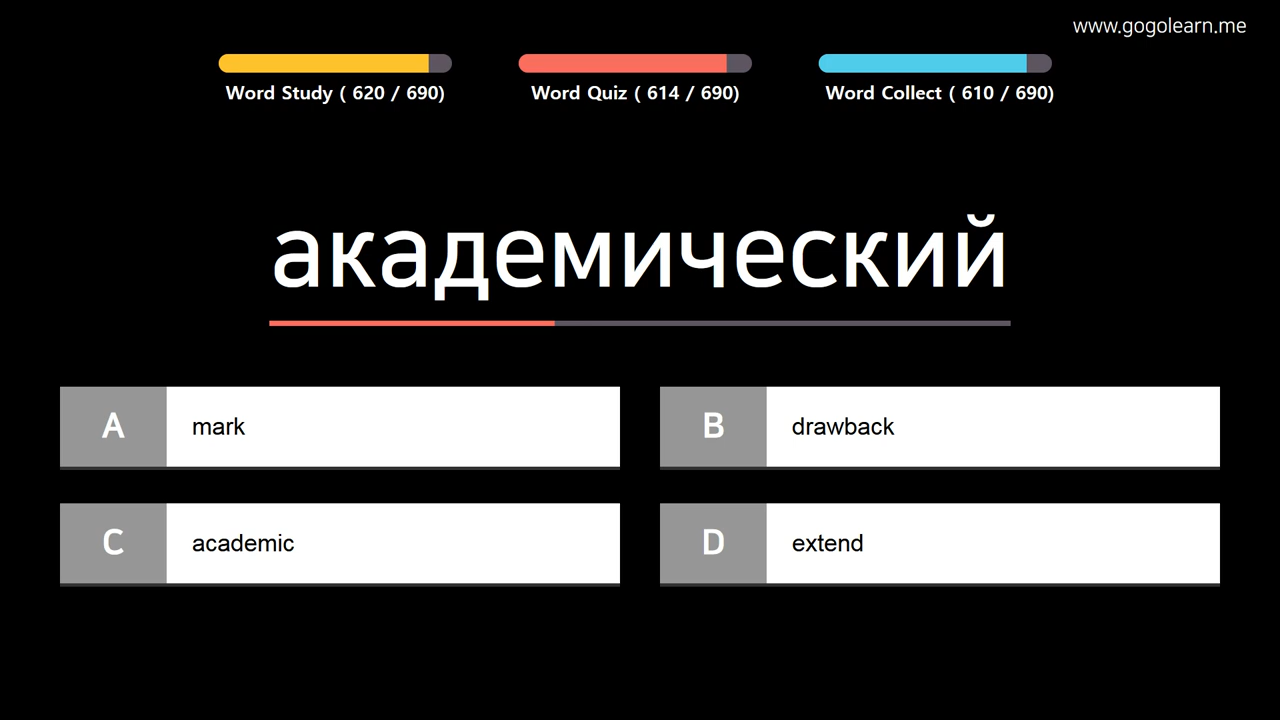 www.gogolearn.me
Word Study ( 620 / 690)
Word Quiz ( 614 / 690)
Word Collect ( 610 / 690)
академический
A mark
B drawback
C academic
D extend